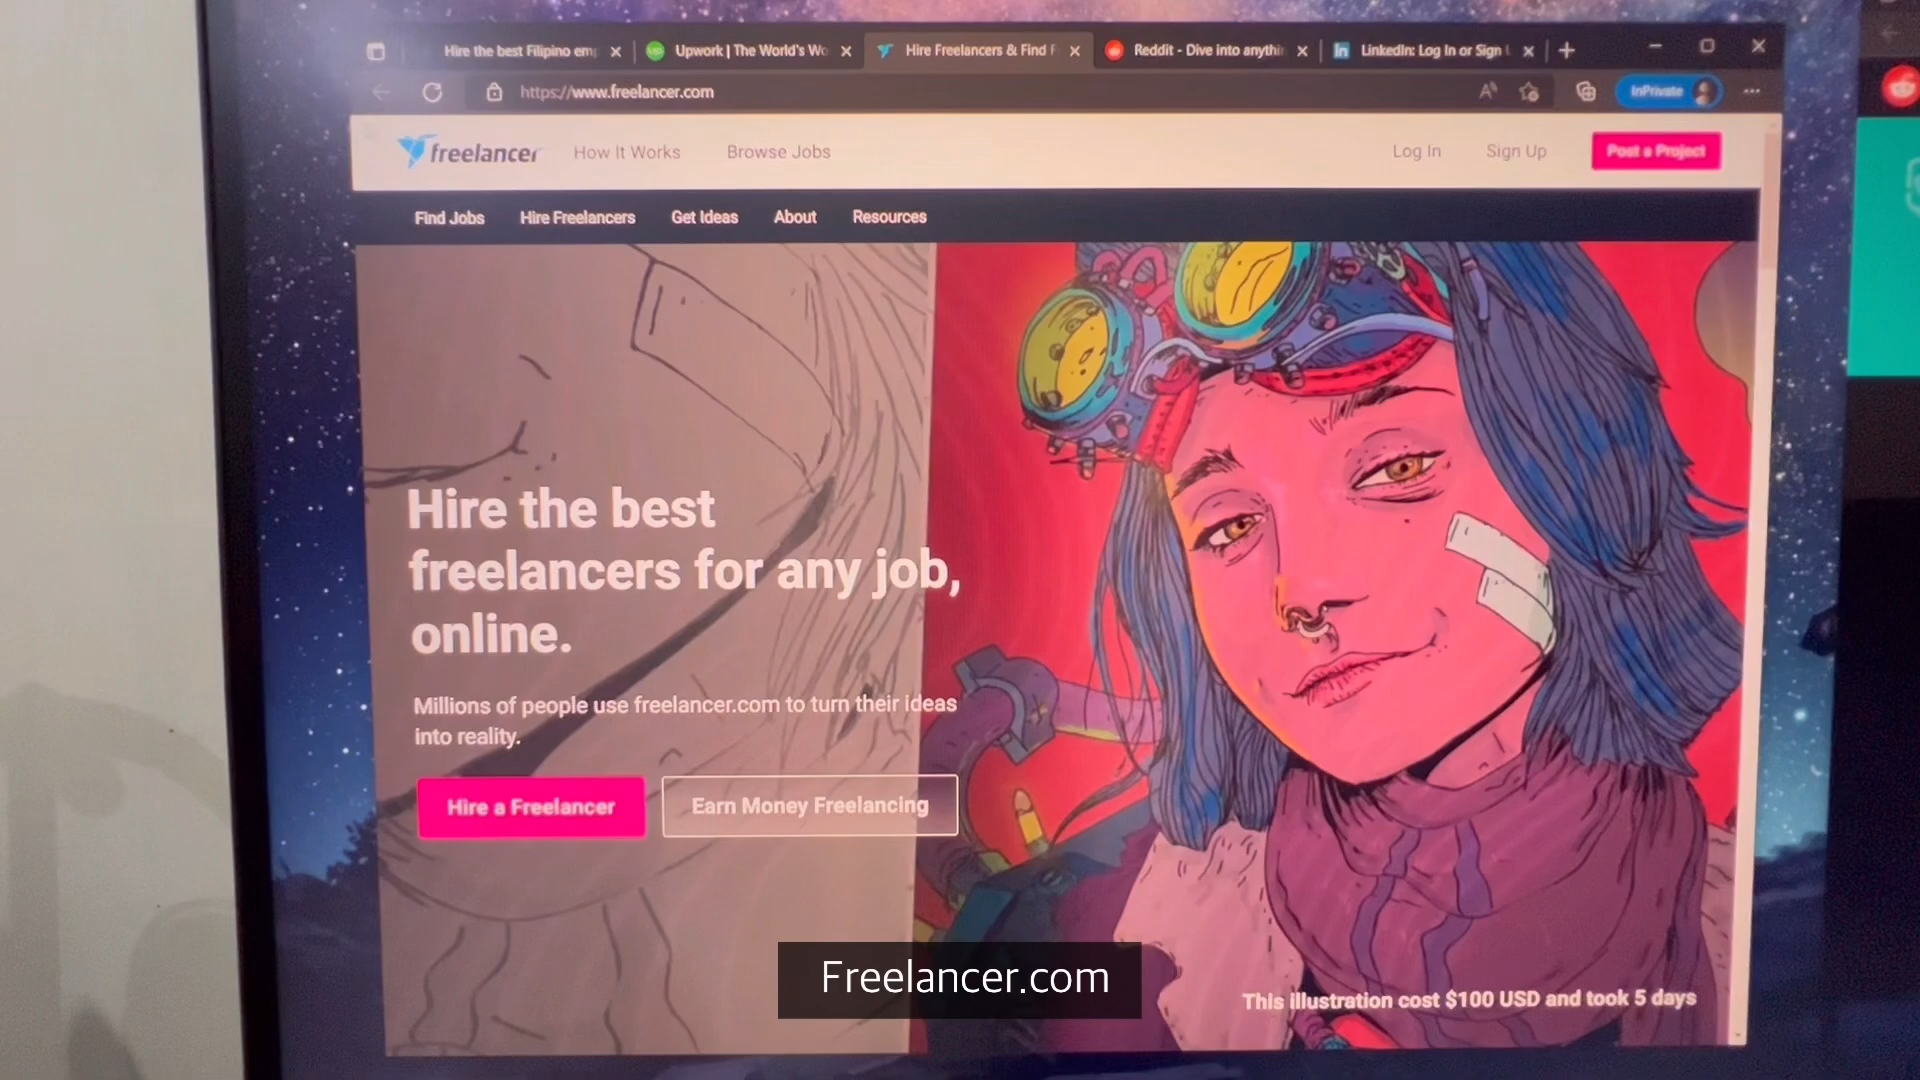 Hire the best Filipino em
Upwork | The World's Wo
Hire Freelancers & Find F
Reddit - Dive into anythi
LinkedIn: Log In or Sign
https://www.freelancer.com
InPrivate
freelancer
How It Works
Browse Jobs
Log In
Sign Up
Post a Project
Find Jobs
Hire Freelancers
Get Ideas
About
Resources
Hire the best
freelancers for any job,
online.
Millions of people use freelancer.com to turn their ideas
into reality.
Hire a Freelancer
Earn Money Freelancing
Freelancer.com
This illustration cost $100 USD and took 5 days